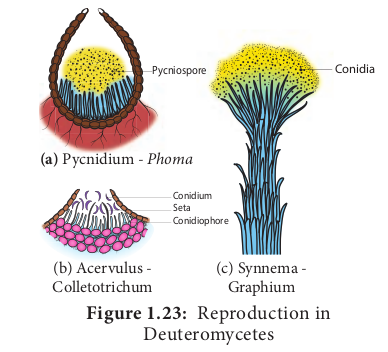 Pycniospore
Conidia
(a) Pycnidium - Phoma
Conidium
Seta
Conidiophore
(b) Acervulus -
Colletotrichum
(c) Synnema -
Graphium
Figure 1.23: Reproduction in
Deuteromycetes